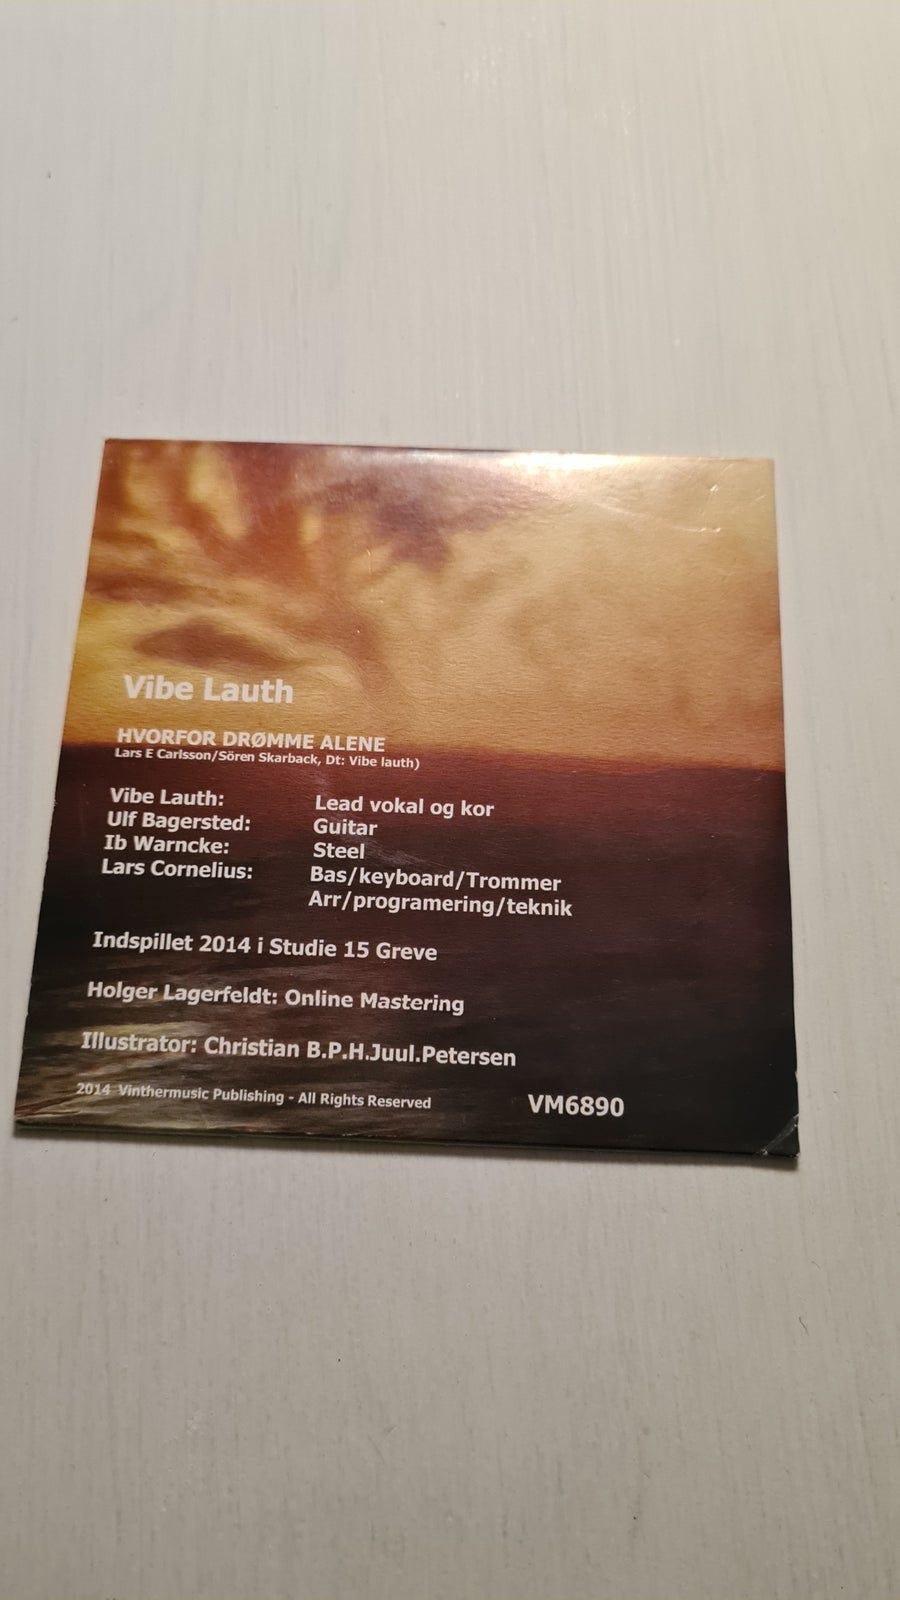 Vibe Lauth
HVORFOR DRØMME ALENE
Lars E Carlsson/Sören Skarback, Dt: Vibe lauth)
Vibe Lauth: Lead vokal og kor
Ulf Bagersted: Guitar
Ib Warncke: Steel
Lars Cornelius: Bas/keyboard/Trommer
Arr/programering/teknik
Indspillet 2014 i Studie 15 Greve
Holger Lagerfeldt: Online Mastering
Illustrator: Christian B.P.H.Juul.Petersen
2014 Vinthermusic Publishing - All Rights Reserved VM6890